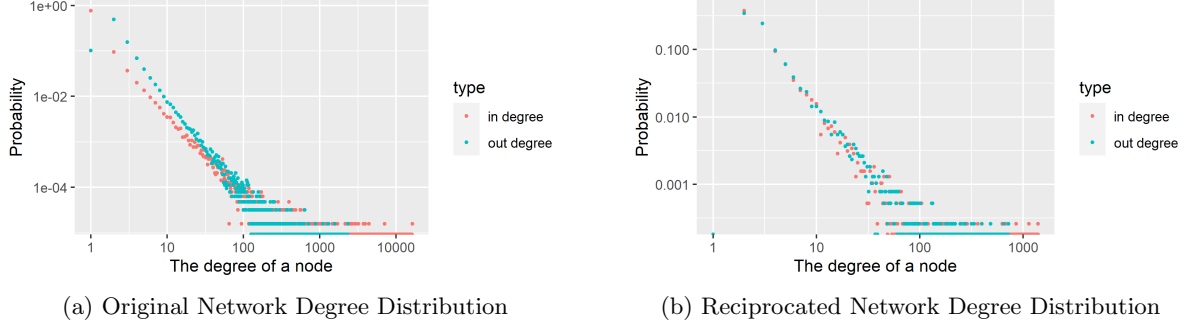 1e+00
1e-02
1e-04
Probability
1
10
100
1000
10000
The degree of a node
type
in degree
out degree
(a) Original Network Degree Distribution
0.100
0.010
0.001
Probability
1
10
100
1000
The degree of a node
type
in degree
out degree
(b) Reciprocated Network Degree Distribution